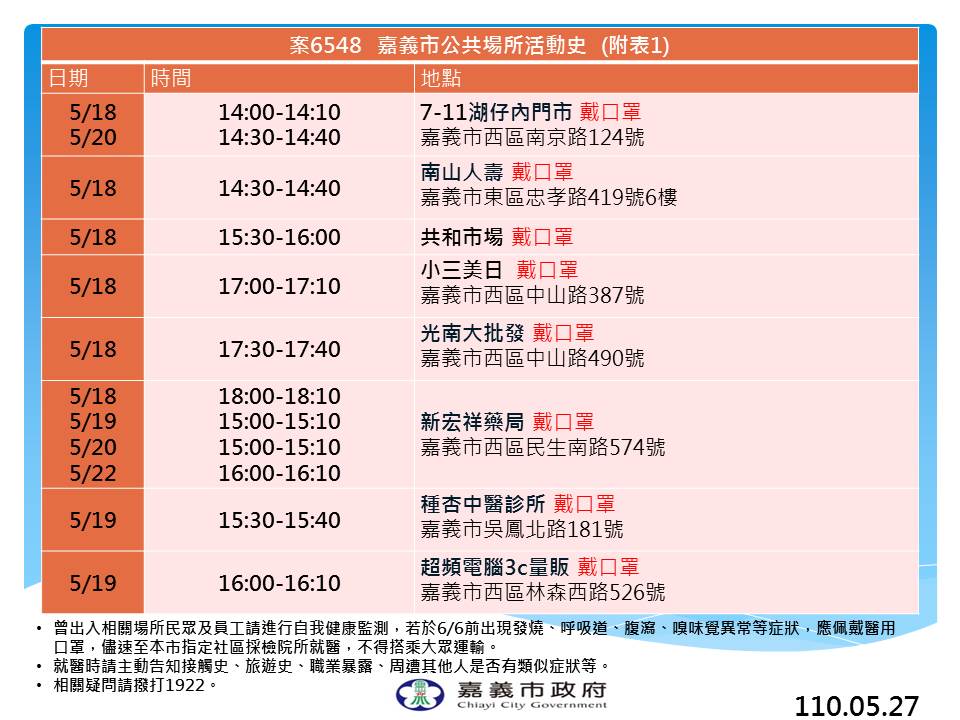 案6548 嘉義市公共場所活動史 (附表1)
日期 時間 地點
5/18 14:00-14:10 7-11湖仔內門市 戴口罩
5/20 14:30-14:40 嘉義市西區南京路124號
南山人壽 戴口罩
5/18 14:30-14:40
嘉義市東區忠孝路419號6樓
5/18 15:30-16:00 共和市場 戴口罩
小三美日 戴口罩
5/18 17:00-17:10
嘉義市西區中山路387號
光南大批發 戴口罩
5/18 17:30-17:40
嘉義市西區中山路490號
5/18 18:00-18:10
5/19 15:00-15:10 新宏祥藥局 戴口罩
5/20 15:00-15:10 嘉義市西區民生南路574號
5/22 16:00-16:10
種杏中醫診所 戴口罩
5/19 15:30-15:40
嘉義市吳鳳北路181號
超頻電腦3c量販 戴口罩
5/19 16:00-16:10
嘉義市西區林森西路526號
• 曾出入相關場所民眾及員工請進行自我健康監測，若於6/6前出現發燒、呼吸道、腹瀉、嗅味覺異常等症狀，應佩戴醫用
口罩，儘速至本市指定社區採檢院所就醫，不得搭乘大眾運輸。
• 就醫時請主動告知接觸史、旅遊史、職業暴露、周遭其他人是否有類似症狀等。
• 相關疑問請撥打1922。
嘉義市政府
Chiayi City Government
110.05.27